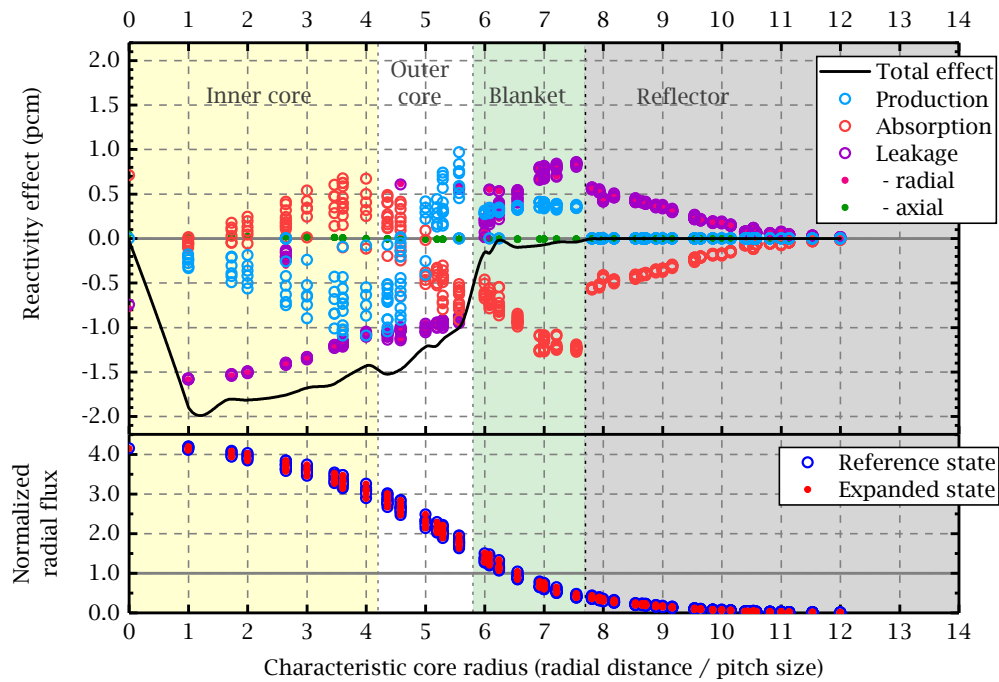 0 1 2 3 4 5 6 7 8 9 10 11 12 13 14
Reactivity effect (pcm)
2.0
1.5
1.0
0.5
0.0
-0.5
-1.0
-1.5
-2.0
Inner core
Outer
core
Blanket
Reflector
Total effect
Production
Absorption
Leakage
- radial
- axial
Normalized
radial flux
4.0
3.0
2.0
1.0
0.0
Reference state
Expanded state
0 1 2 3 4 5 6 7 8 9 10 11 12 13 14
Characteristic core radius (radial distance / pitch size)